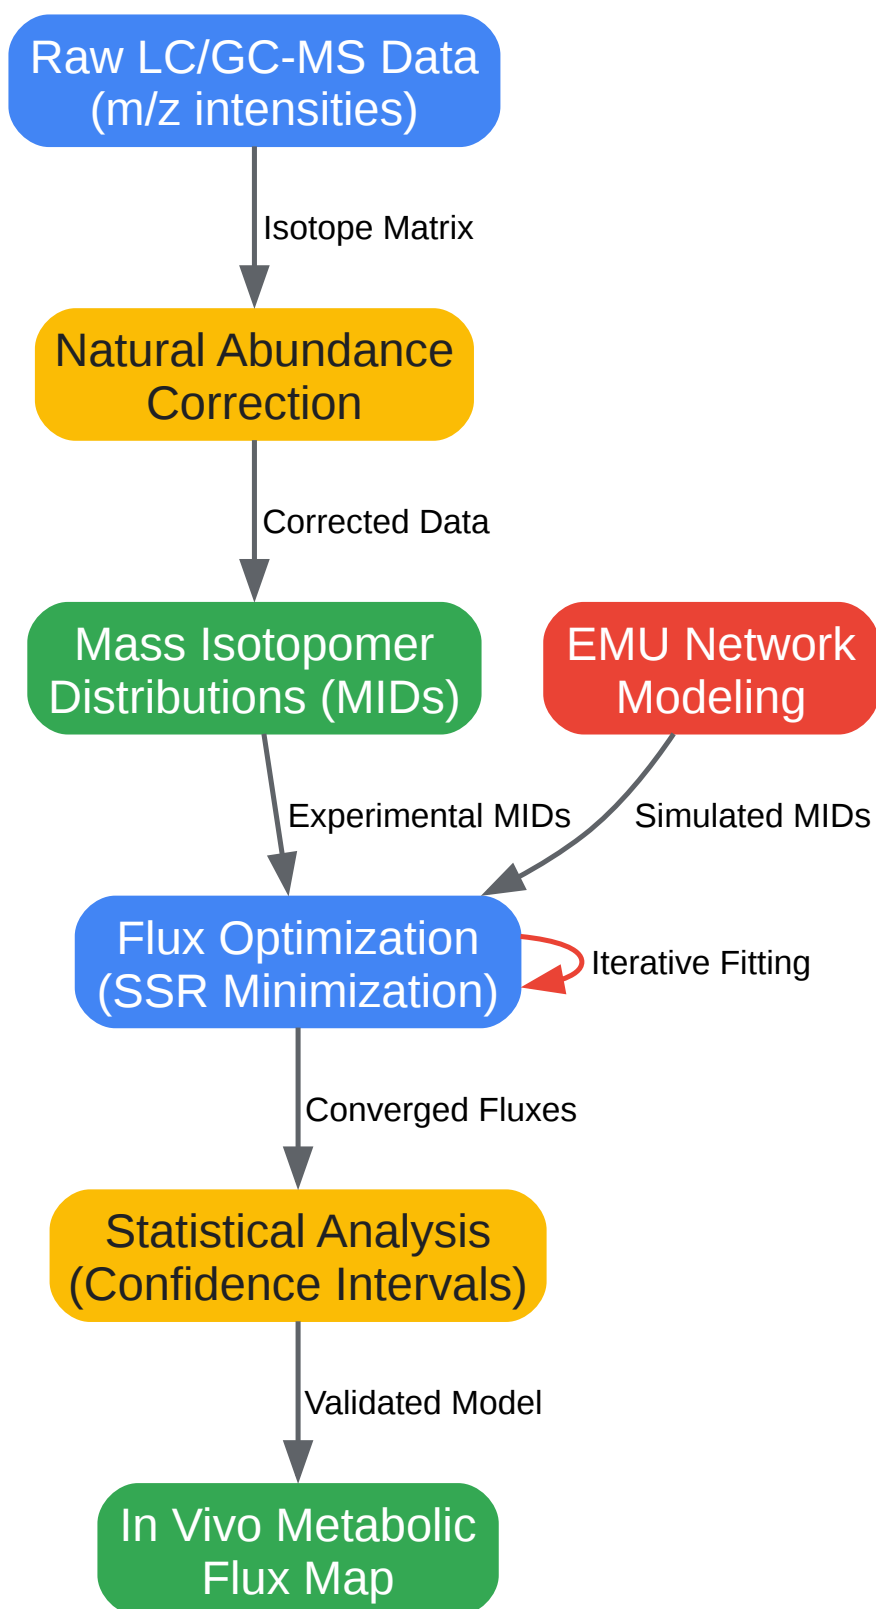 Raw LC/GC-MS Data
(m/z intensities)
Isotope Matrix
Natural Abundance
Correction
Corrected Data
Mass Isotopomer
Distributions (MIDs)
EMU Network
Modeling
Experimental MIDs
Simulated MIDs
Flux Optimization
(SSR Minimization)
Iterative Fitting
Converged Fluxes
Statistical Analysis
(Confidence Intervals)
Validated Model
In Vivo Metabolic
Flux Map